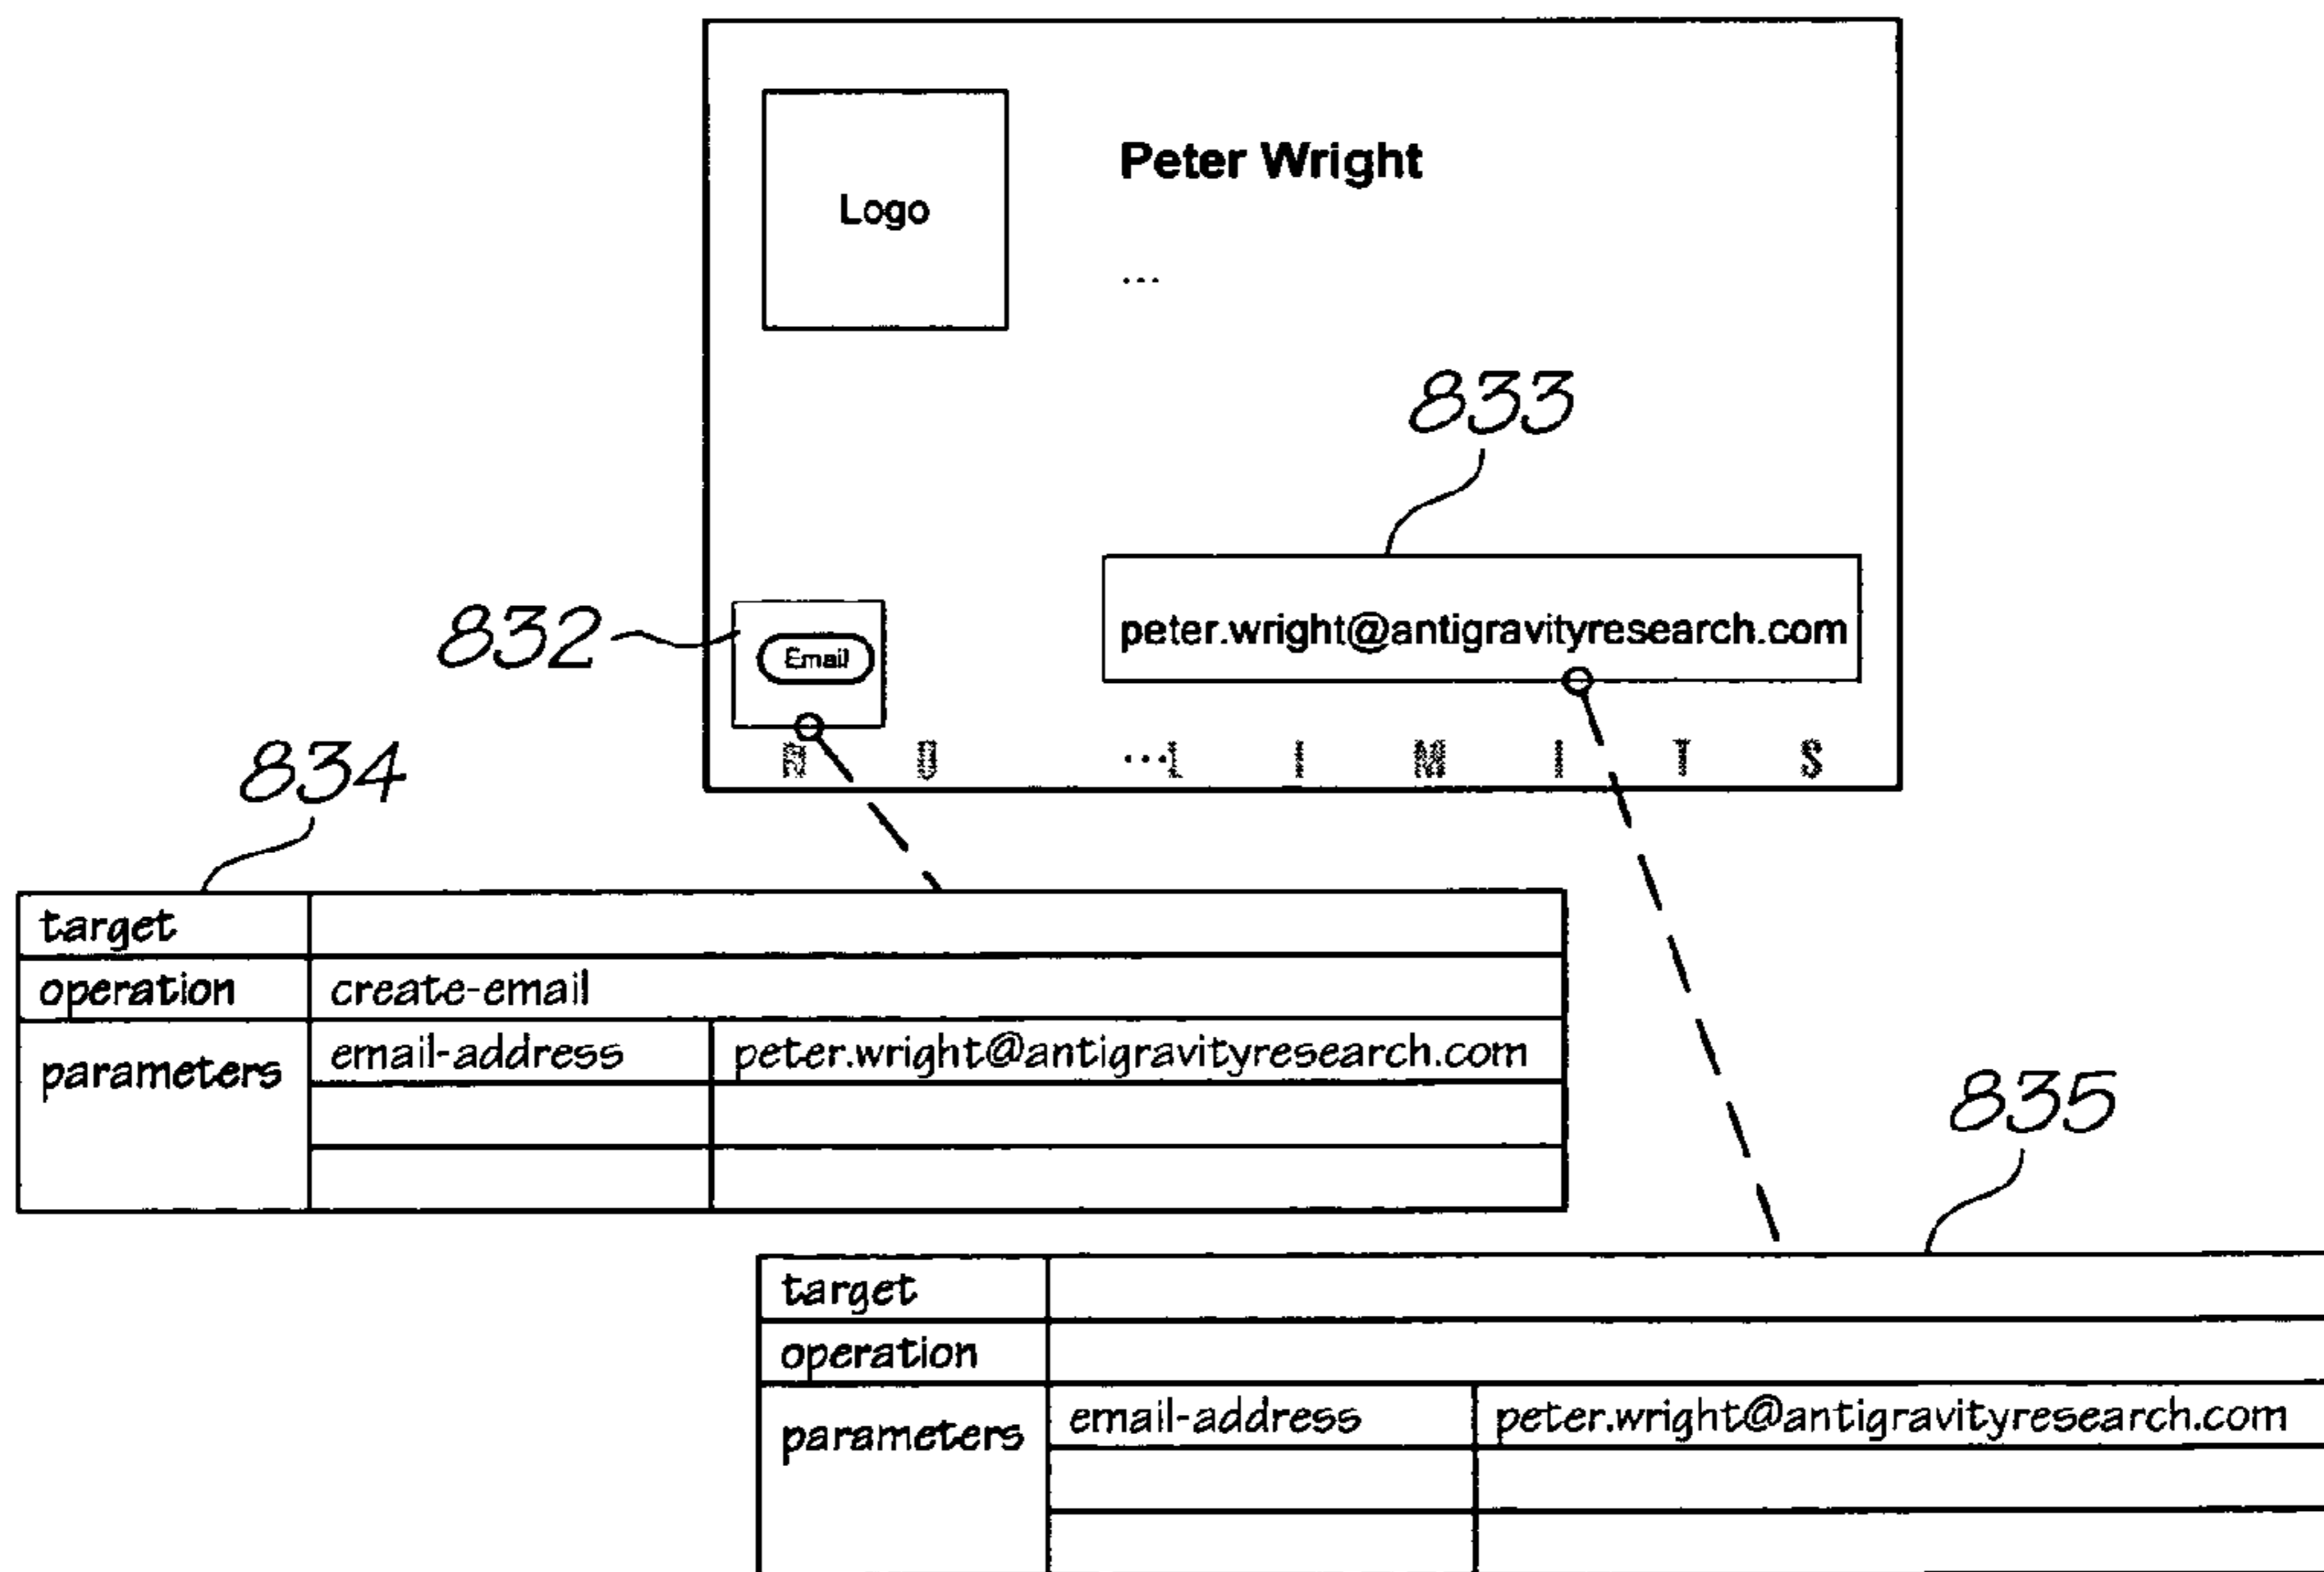 Peter Wright
Logo
...
833
peter.wright@antigravityresearch.com
832
Email
N U ...L I M I T S
834
target
operation create-email
parameters email-address peter.wright@antigravityresearch.com
835
target
operation
parameters email-address peter.wright@antigravityresearch.com